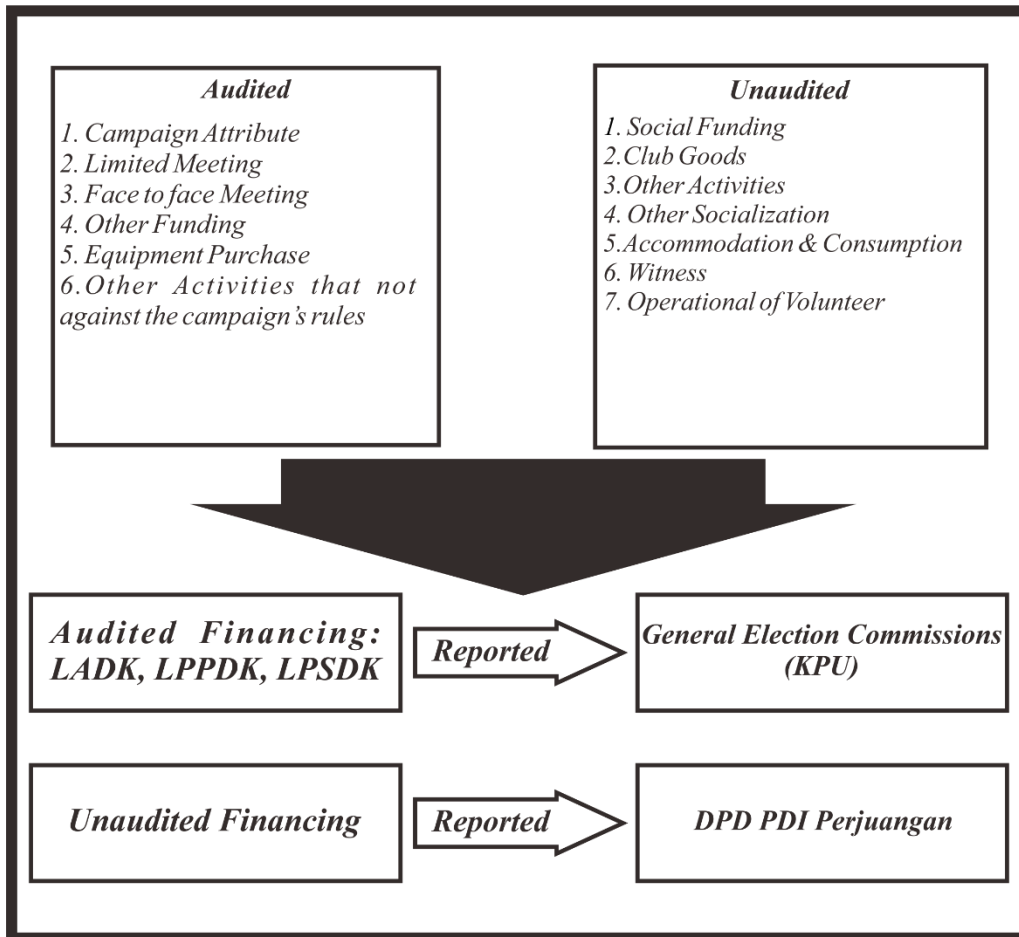 Audited
1. Campaign Attribute
2. Limited Meeting
3. Face to face Meeting
4. Other Funding
5. Equipment Purchase
6.Other Activities that not
against the campaign's rules
Unaudited
1. Social Funding
2.Club Goods
3.Other Activities
4. Other Socialization
5.Accommodation & Consumption
6. Witness
7. Operational of Volunteer
Audited Financing:
LADK, LPPDK, LPSDK
Reported
General Election Commissions
(KPU)
Unaudited Financing
Reported
DPD PDI Perjuangan